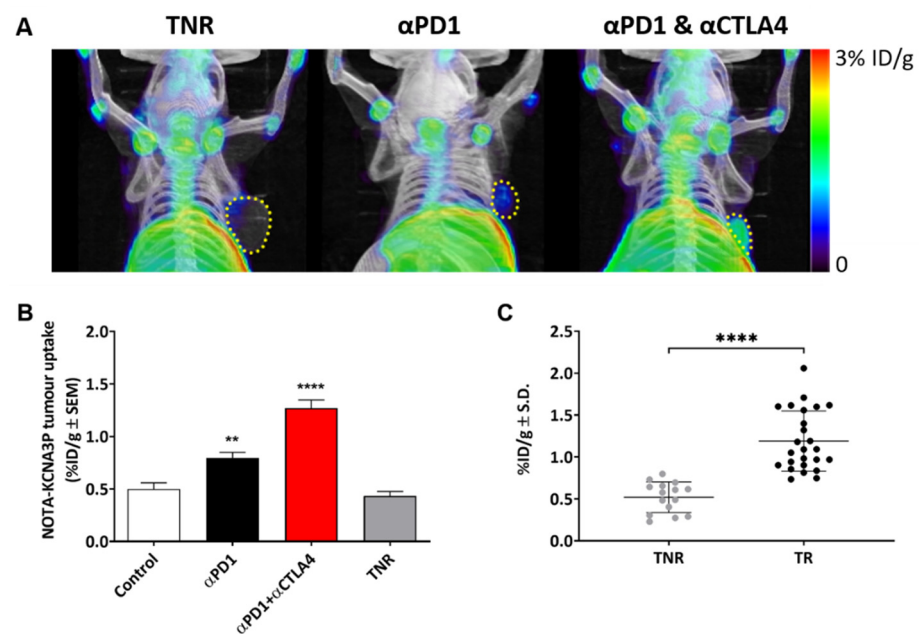 A
TNR
αPD1
αPD1 & αCTLA4
3% ID/g
0
B
NOTA-KCNA3P tumour uptake
(%ID/g ± SEM)
2.0
1.5
1.0
0.5
0.0
**
****
Control
αPD1
αPD1+αCTLA4
TNR
C
%ID/g ± S.D.
2.5
2.0
1.5
1.0
0.5
0.0
****
TNR
TR